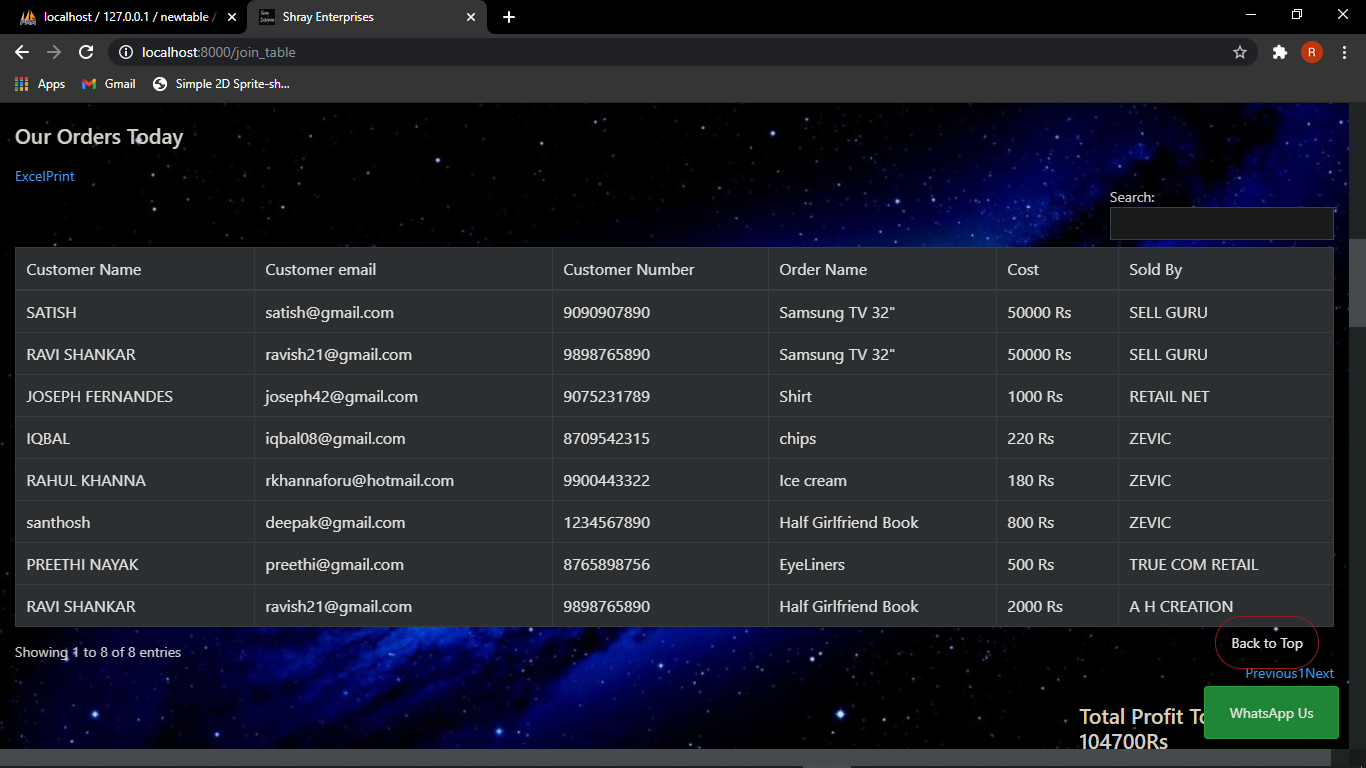 localhost / 127.0.0.1 / newtable /
Shray Enterprises
localhost:8000/join_table
R
Apps Gmail Simple 2D Sprite-sh...
Our Orders Today
ExcelPrint
Search:
Customer Name Customer email Customer Number Order Name Cost Sold By
SATISH satish@gmail.com 9090907890 Samsung TV 32" 50000 Rs SELL GURU
RAVI SHANKAR ravish21@gmail.com 9898765890 Samsung TV 32" 50000 Rs SELL GURU
JOSEPH FERNANDES joseph42@gmail.com 9075231789 Shirt 1000 Rs RETAIL NET
IQBAL iqbal08@gmail.com 8709542315 chips 220 Rs ZEVIC
RAHUL KHANNA rkhannaforu@hotmail.com 9900443322 Ice cream 180 Rs ZEVIC
santhosh deepak@gmail.com 1234567890 Half Girlfriend Book 800 Rs ZEVIC
PREETHI NAYAK preethi@gmail.com 8765898756 EyeLiners 500 Rs TRUE COM RETAIL
RAVI SHANKAR ravish21@gmail.com 9898765890 Half Girlfriend Book 2000 Rs A H CREATION
Showing 1 to 8 of 8 entries
Back to Top
Previous1Next
Total Profit
104700Rs
WhatsApp Us